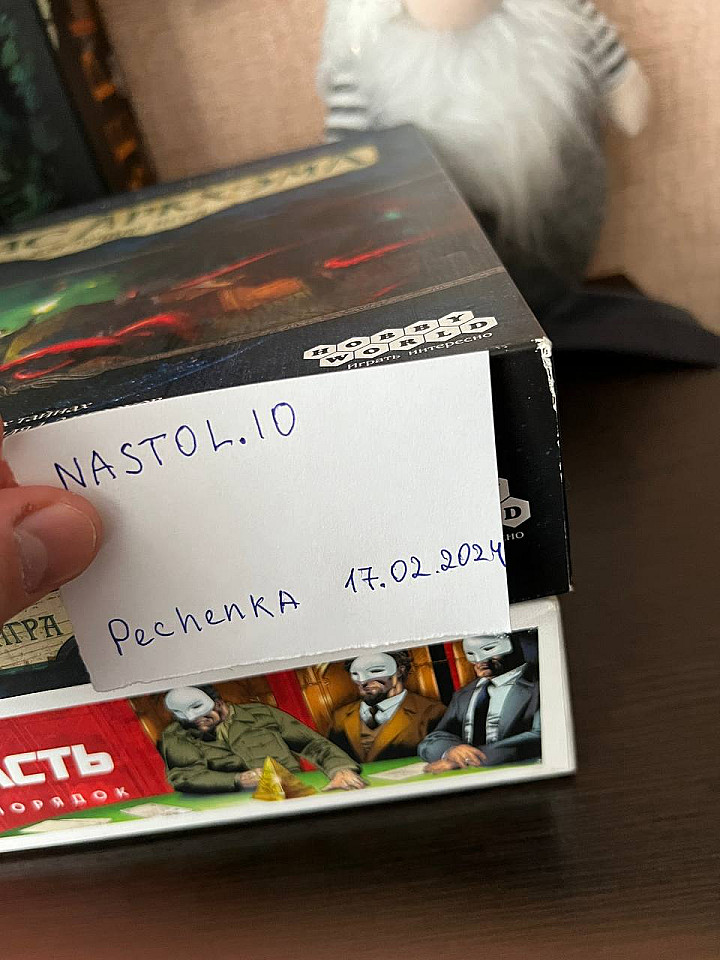 HOBBY
WORLD
Играть интересно
NASTOL.IO
Pechenka 17.02.2024
АСТЬ
ПОРЯДОК